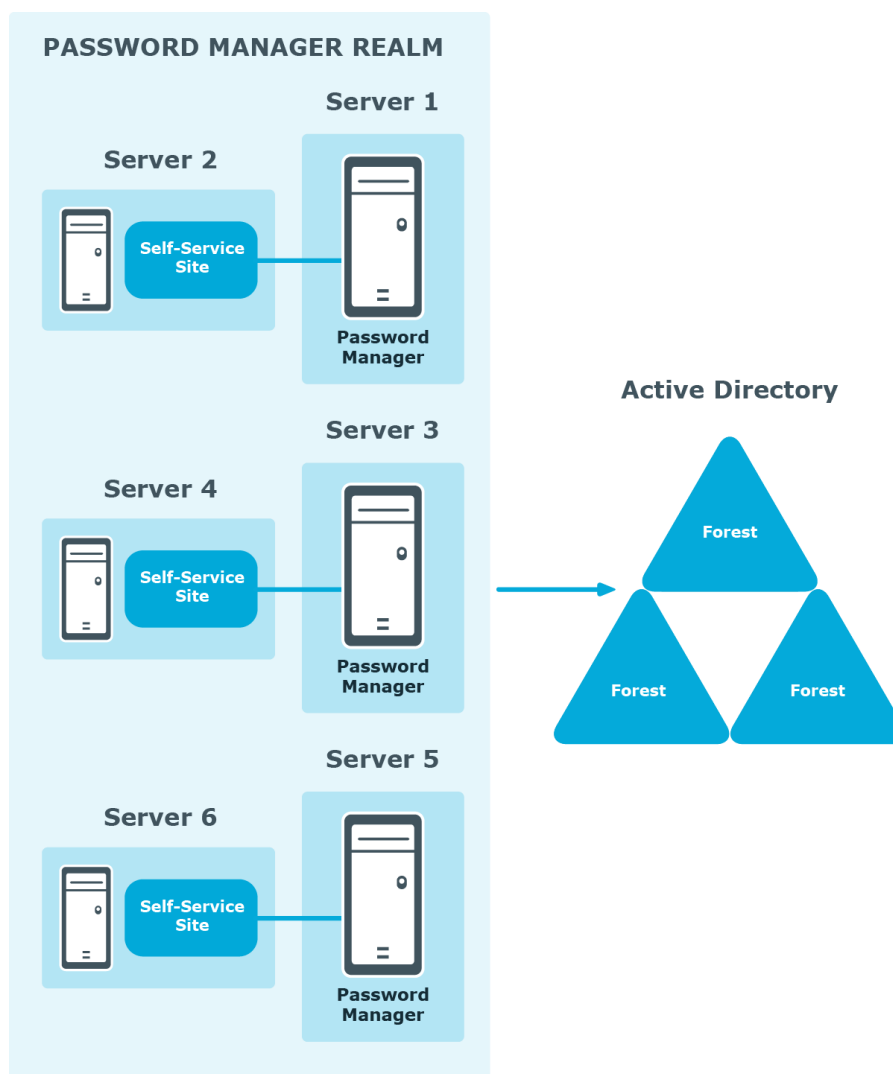 PASSWORD MANAGER REALM
Server 1
Server 2
Self-Service
Site
Password
Manager
Active Directory
Server 3
Server 4
Self-Service
Site
Password
Manager
Forest
Forest
Forest
Server 5
Server 6
Self-Service
Site
Password
Manager